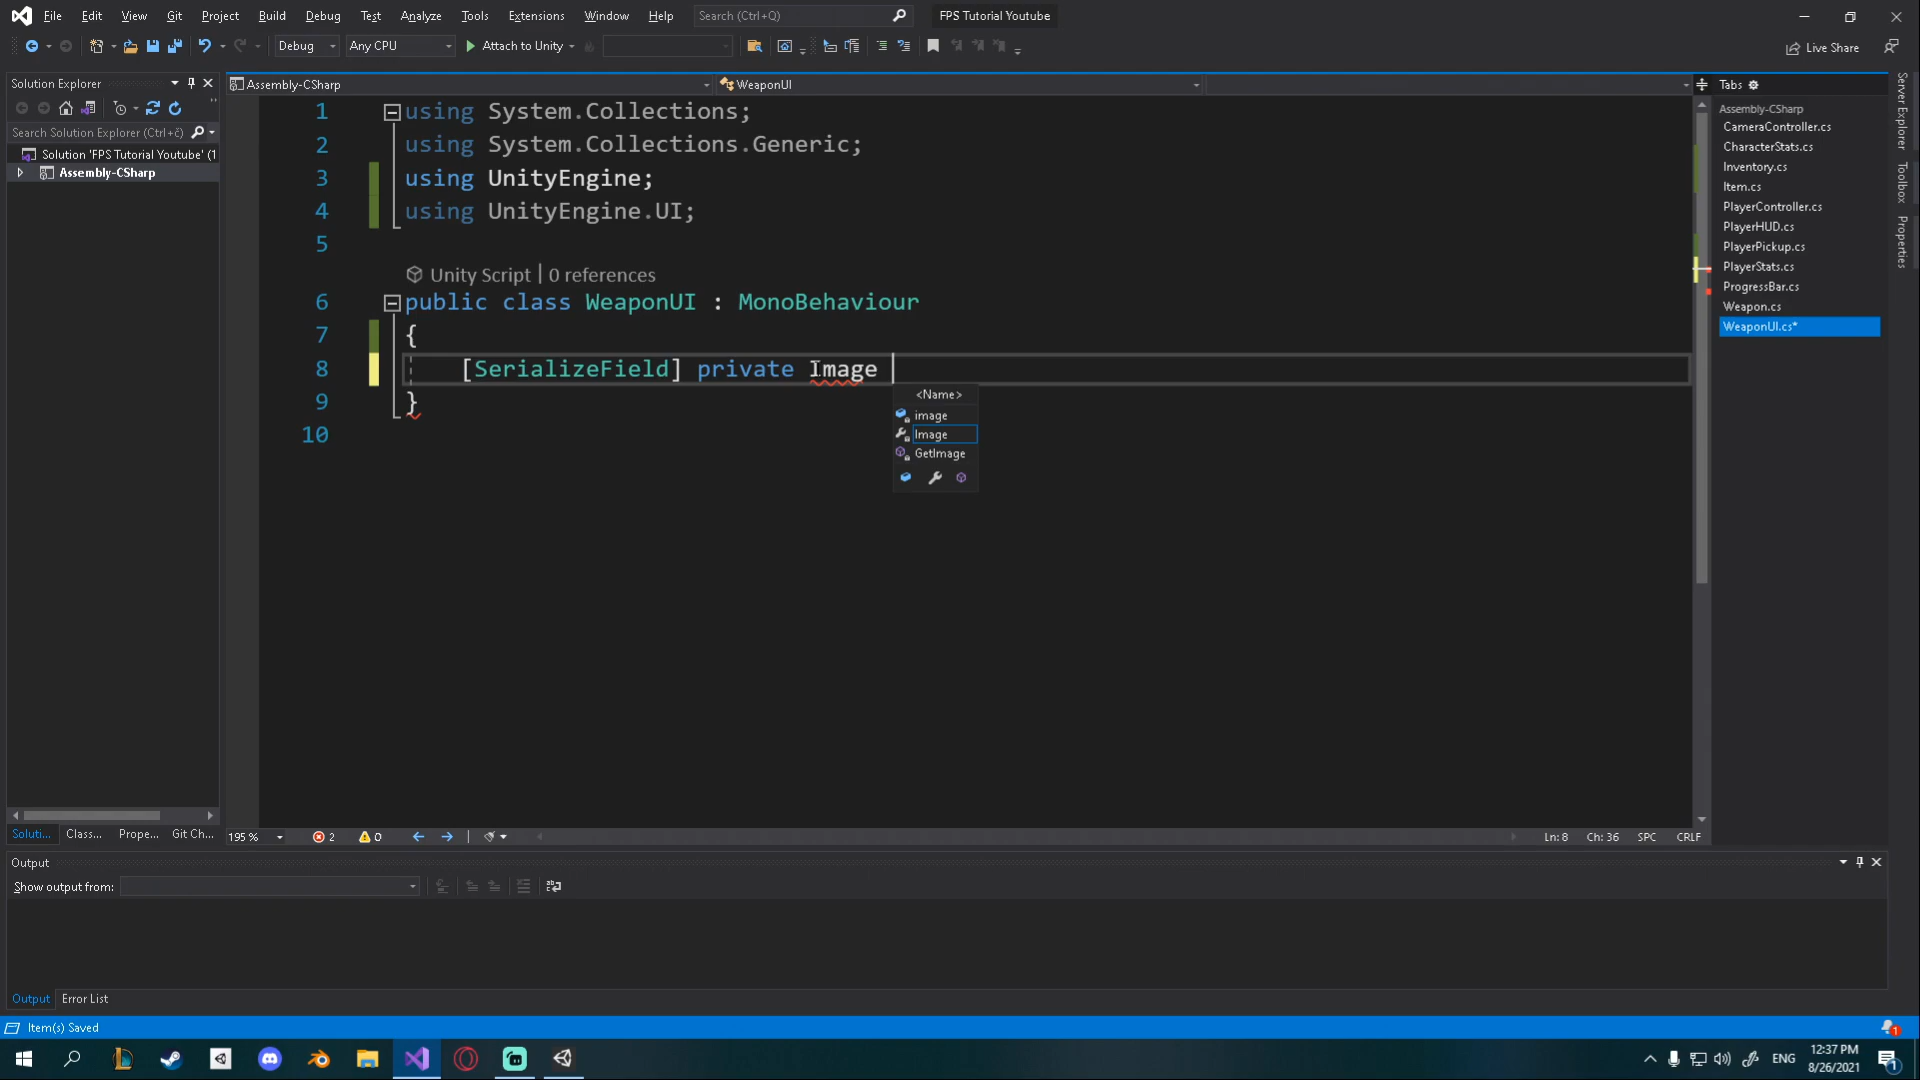 File Edit View Git Project Build Debug Test Analyze Tools Extensions Window Help Search (Ctrl+Q) FPS Tutorial Youtube
Debug Any CPU Attach to Unity Live Share
Solution Explorer
Search Solution Explorer (Ctrl+č)
Solution 'FPS Tutorial Youtube' (1
Assembly-CSharp
Assembly-CSharp WeaponUI
1 using System.Collections;
2 using System.Collections.Generic;
3 using UnityEngine;
4 using UnityEngine.UI;
5
Unity Script | 0 references
6 public class WeaponUI : MonoBehaviour
7 {
8 [SerializeField] private Image
9 }
10
<Name>
image
Image
GetImage
Tabs
Assembly-CSharp
CameraController.cs
CharacterStats.cs
Inventory.cs
Item.cs
PlayerController.cs
PlayerHUD.cs
PlayerPickup.cs
PlayerStats.cs
ProgressBar.cs
Weapon.cs
WeaponUI.cs*
Server Explorer
Toolbox
Properties
Soluti... Class... Prope... Git Ch... 195 % 2 0 Ln: 8 Ch: 36 SPC CRLF
Output
Show output from:
Output Error List
Item(s) Saved 1
ENG 12:37 PM
8/26/2021 1